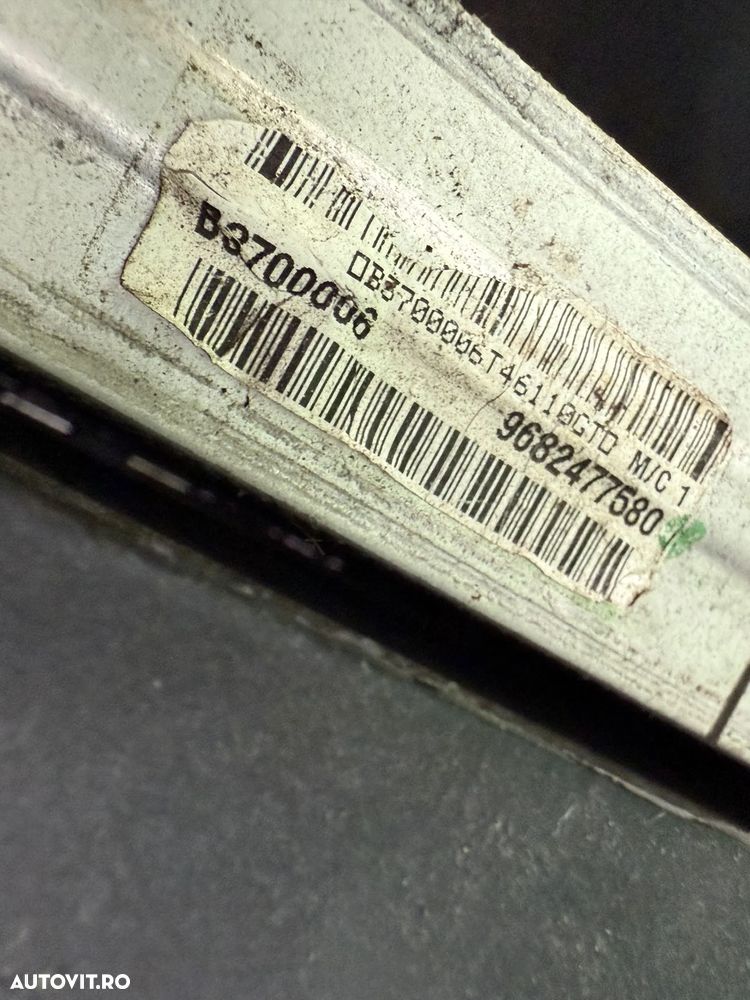 0B3700006T46110GTD M/C 1
B3700006 9682477580
AUTOVIT.RO